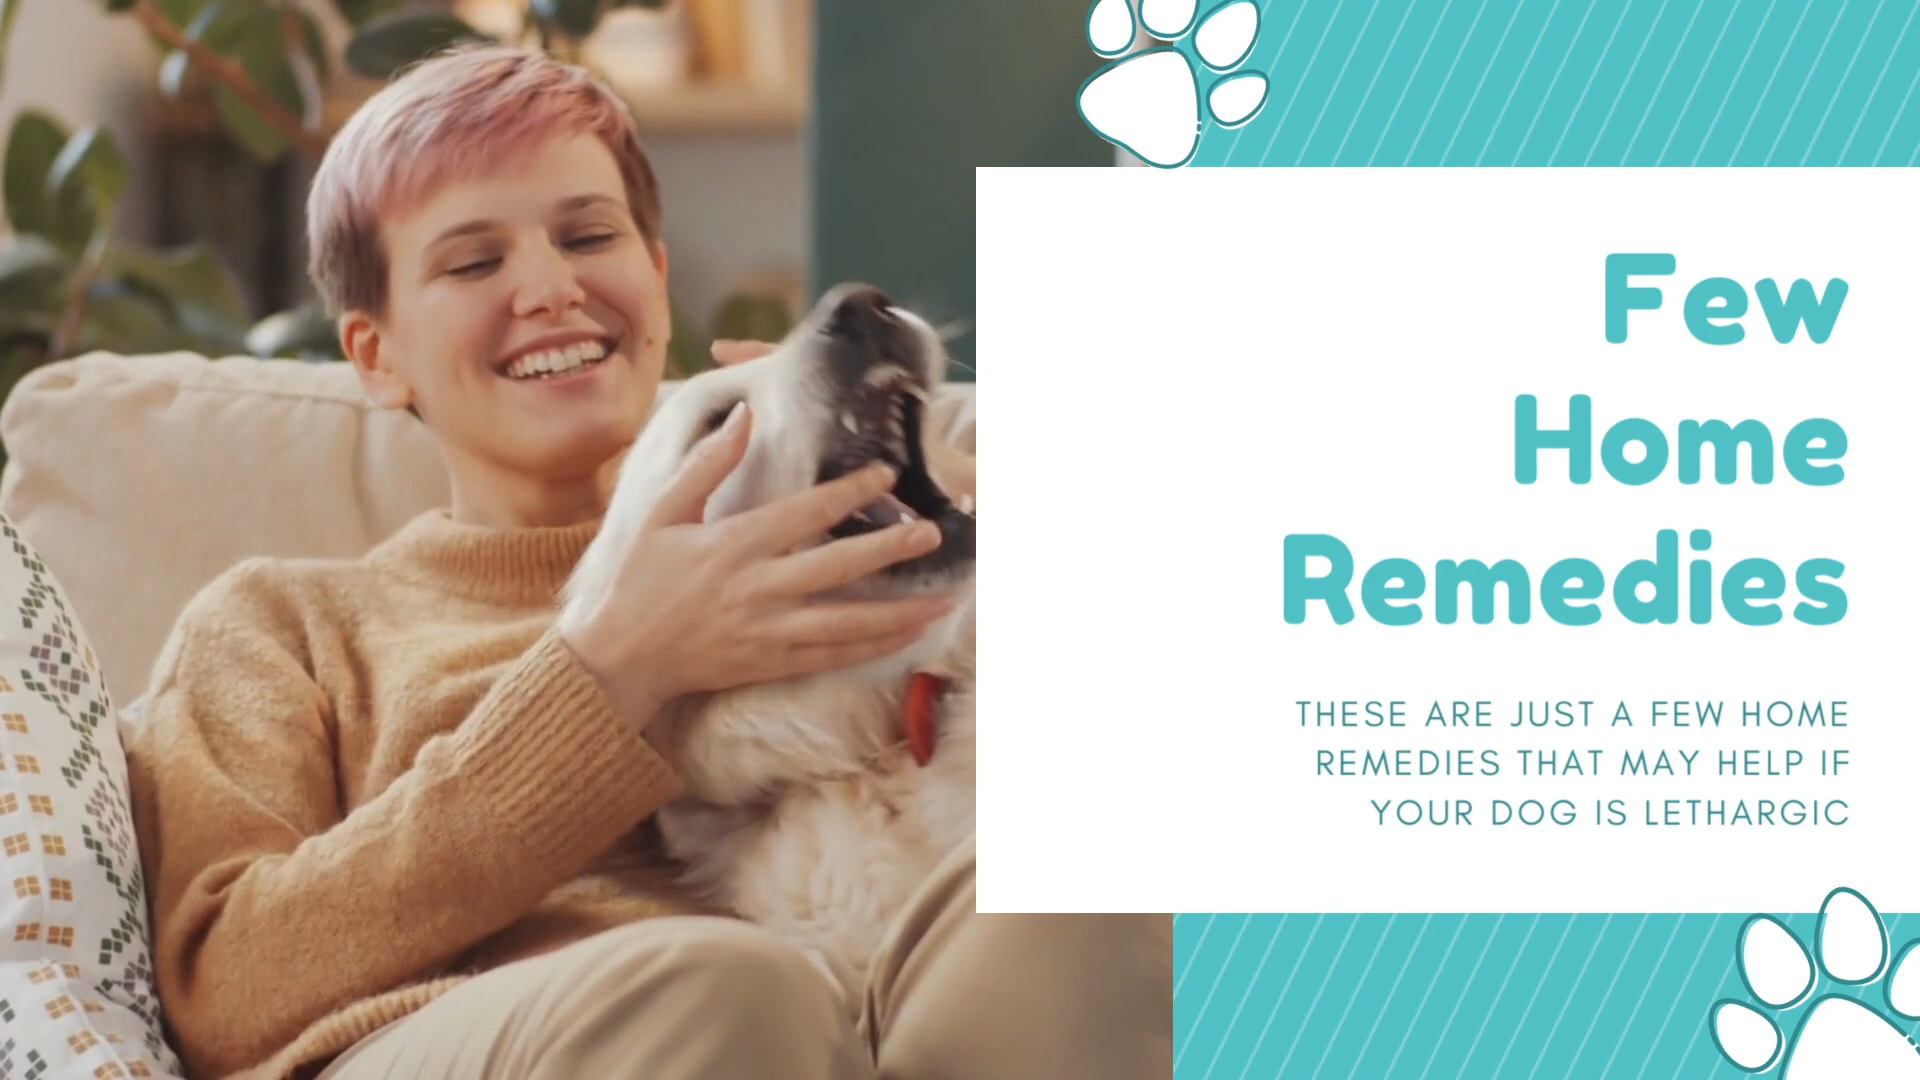 Few
Home
Remedies
THESE ARE JUST A FEW HOME
REMEDIES THAT MAY HELP IF
YOUR DOG IS LETHARGIC